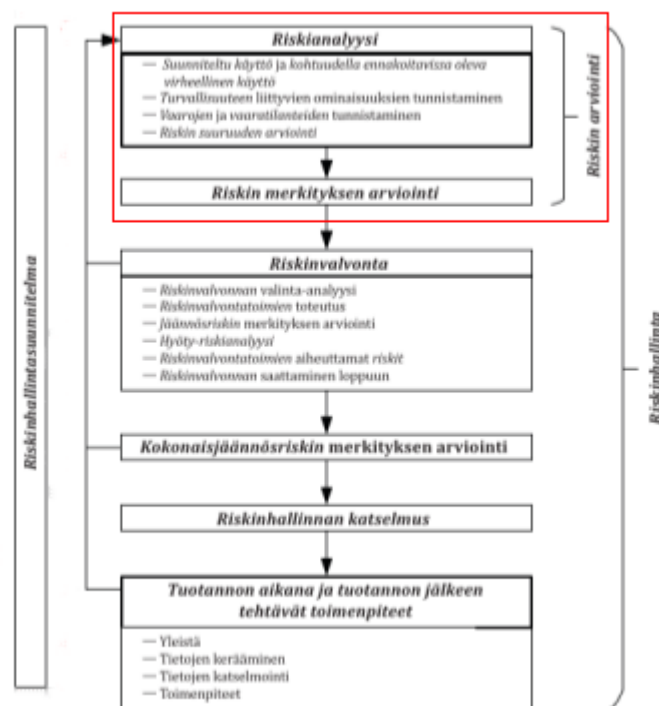 Riskinhallintasuunnitelma
Riskianalyysi
— Suunniteltu käyttö ja kohtuudella ennakoitavissa oleva
virheellinen käyttö
— Turvallisuuteen liittyvien ominaisuuksien tunnistaminen
— Vaarojen ja vaaratilanteiden tunnistaminen
— Riskin suuruuden arviointi
Riskin merkityksen arviointi
Riskin arviointi
Riskinvalvonta
— Riskinvalvonnan valinta-analyysi
— Riskinvalvontatoimien toteutus
— Jäännösriskin merkityksen arviointi
— Hyöty-riskianalyysi
— Riskinvalvontatoimien aiheuttamat riskit
— Riskinvalvonnan saattaminen loppuun
Kokonaisjäännösriskin merkityksen arviointi
Riskinhallinnan katselmus
Tuotannon aikana ja tuotannon jälkeen
tehtävät toimenpiteet
— Yleistä
— Tietojen kerääminen
— Tietojen katselmointi
— Toimenpiteet
Riskinhallinta